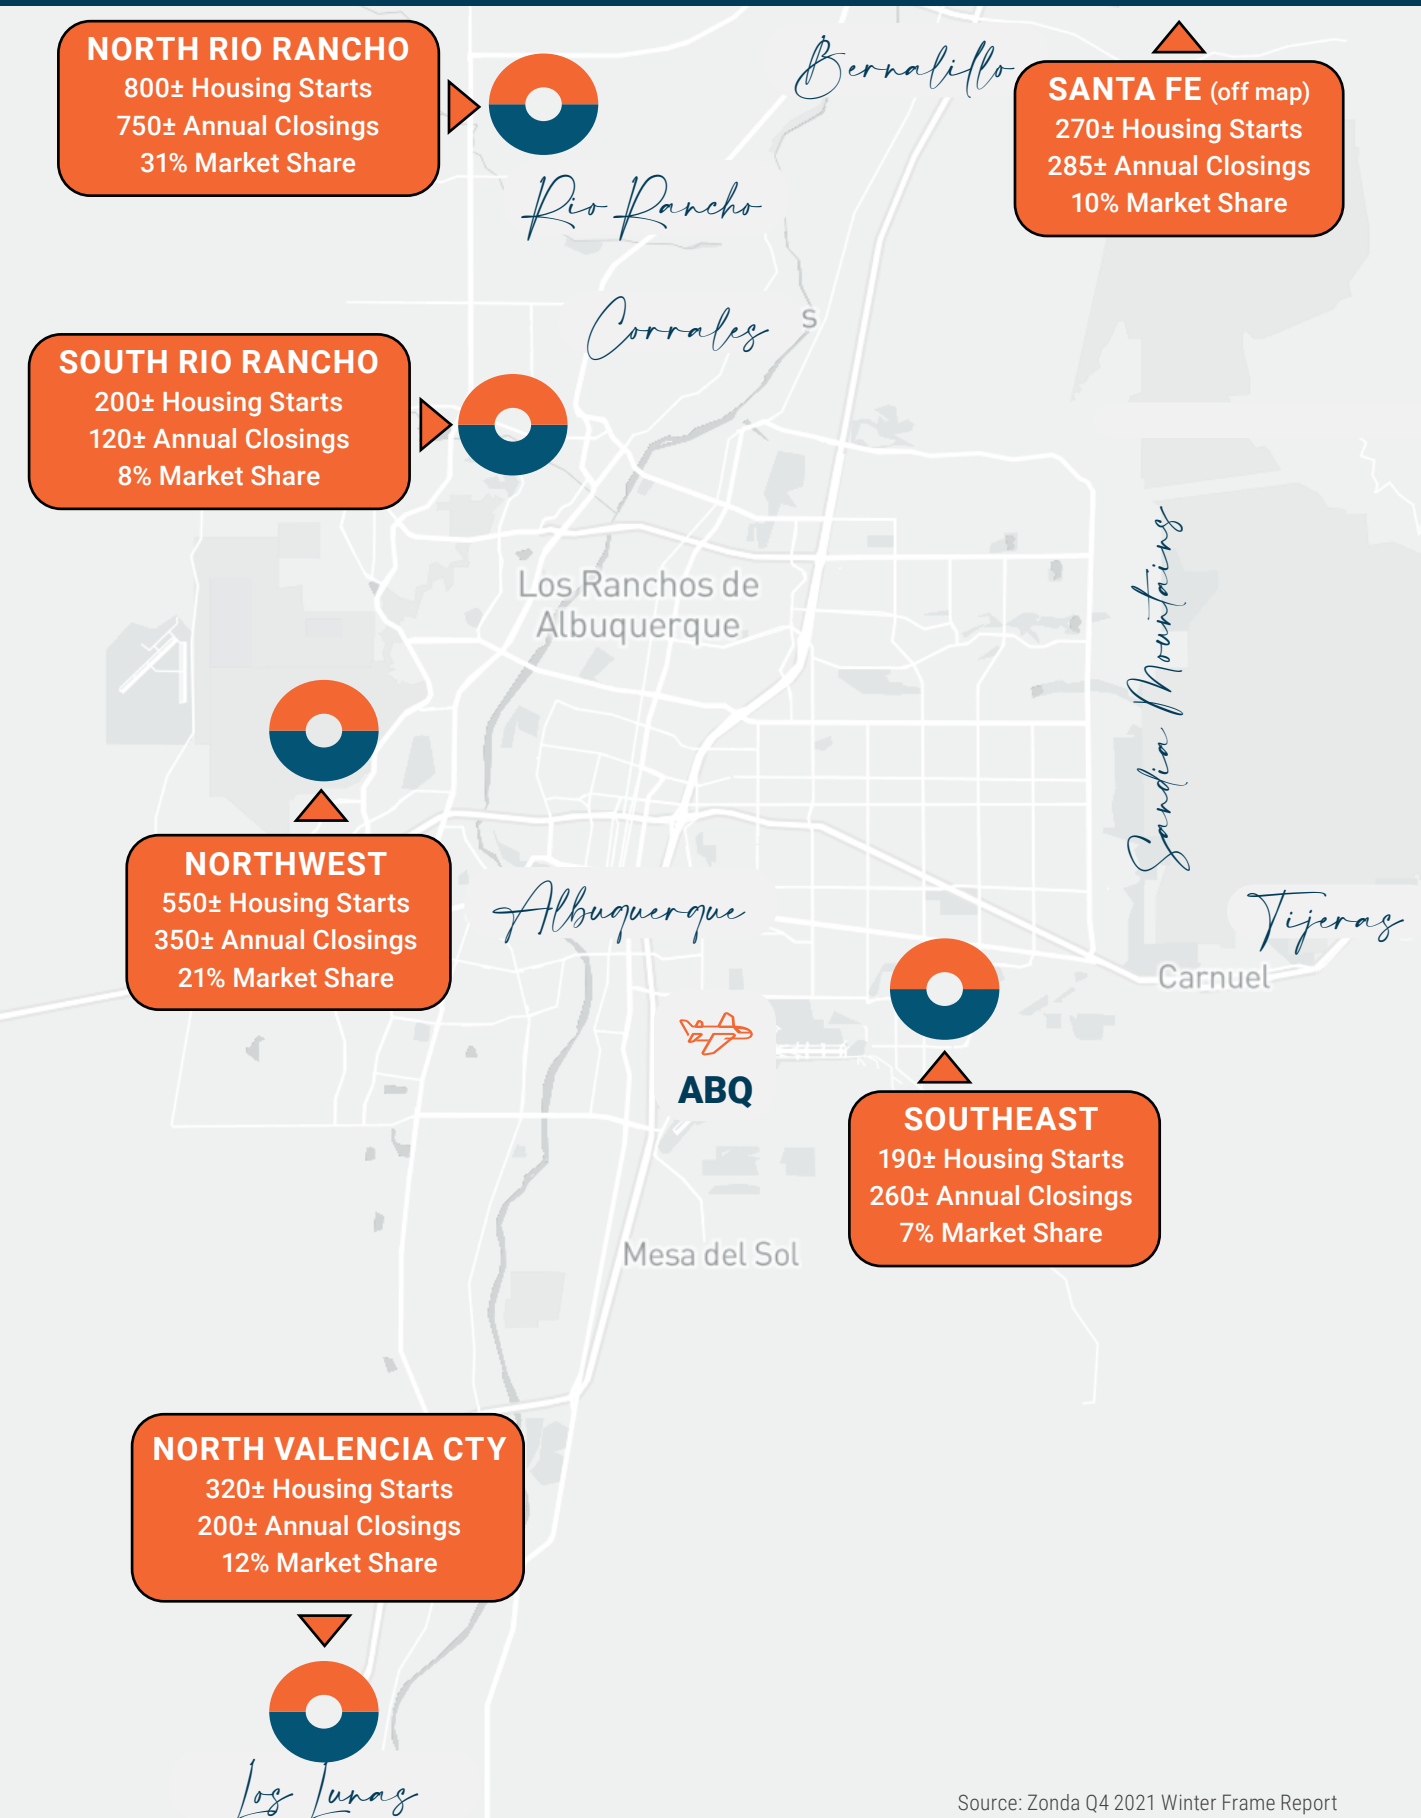 NORTH RIO RANCHO
800± Housing Starts
750± Annual Closings
31% Market Share
Bernalillo
SANTA FE (off map)
270± Housing Starts
285± Annual Closings
10% Market Share
Rio Rancho
Corrales
S
SOUTH RIO RANCHO
200± Housing Starts
120± Annual Closings
8% Market Share
Los Ranchos de
Albuquerque
Sandia Mountains
NORTHWEST
550± Housing Starts
350± Annual Closings
21% Market Share
Albuquerque
Tijeras
Carnuel
ABQ
SOUTHEAST
190± Housing Starts
260± Annual Closings
7% Market Share
Mesa del Sol
NORTH VALENCIA CTY
320± Housing Starts
200± Annual Closings
12% Market Share
Los Lunas
Source: Zonda Q4 2021 Winter Frame Report